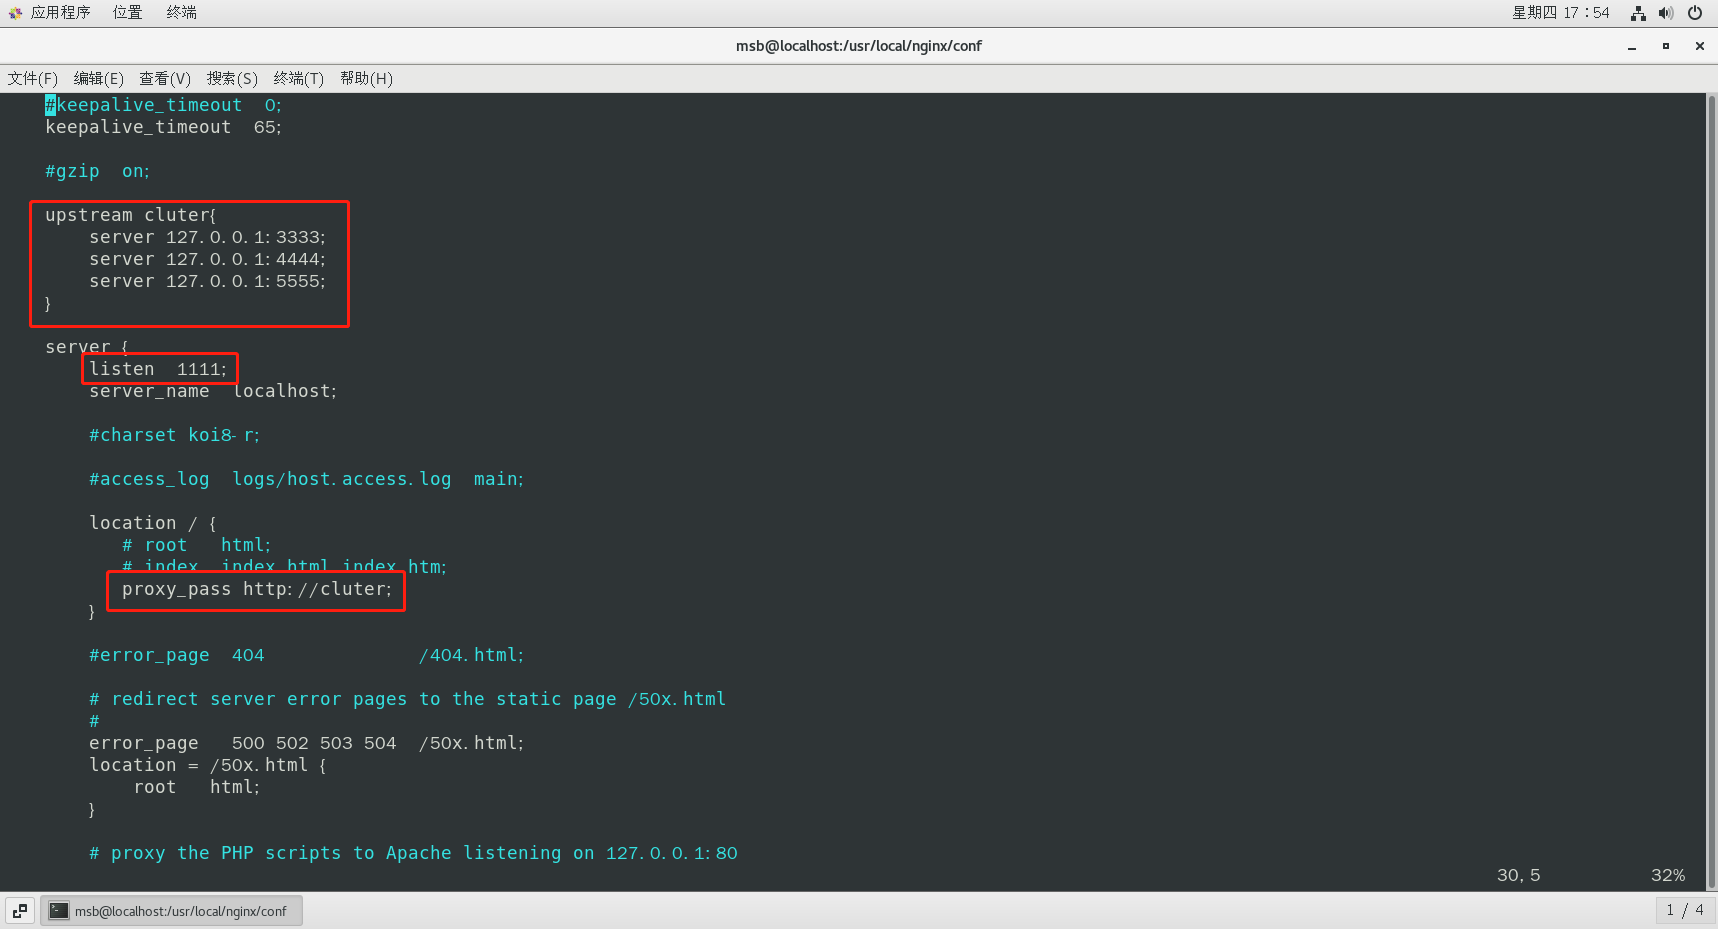 应用程序 位置 终端 星期四 17：54
msb@localhost:/usr/local/nginx/conf
文件(F) 编辑(E) 查看(V) 搜索(S) 终端(T) 帮助(H)
#keepalive_timeout  0;
keepalive_timeout  65;
#gzip  on;
upstream cluter{
server 127.0.0.1:3333;
server 127.0.0.1:4444;
server 127.0.0.1:5555;
}
server {
listen  1111;
server_name  localhost;
#charset koi8-r;
#access_log  logs/host.access.log  main;
location / {
# root   html;
# index  index.html index.htm;
proxy_pass http://cluter;
}
#error_page  404              /404.html;
# redirect server error pages to the static page /50x.html
#
error_page   500 502 503 504  /50x.html;
location = /50x.html {
root   html;
}
# proxy the PHP scripts to Apache listening on 127.0.0.1:80
30,5 32%
msb@localhost:/usr/local/nginx/conf 1 / 4